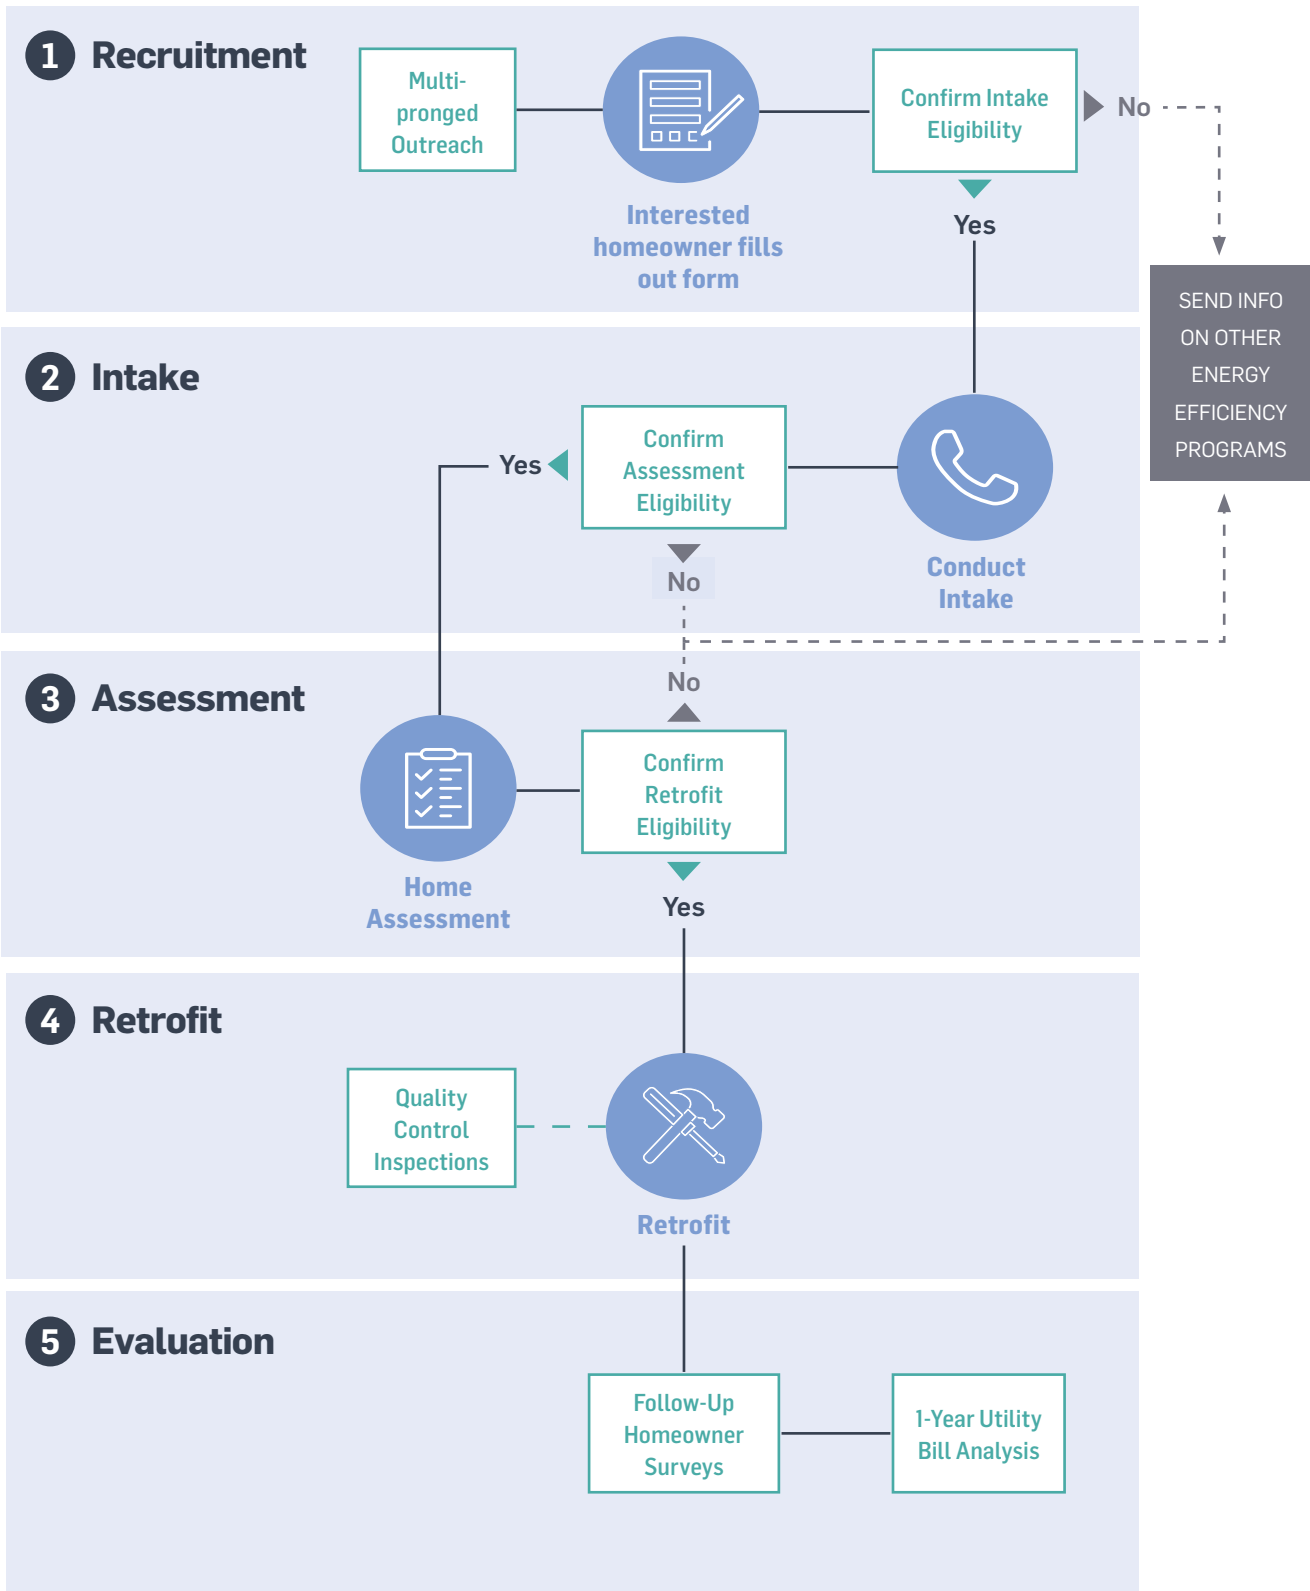 1 Recruitment
Multi-
pronged
Outreach
Interested
homeowner fills
out form
Confirm Intake
Eligibility
No
Yes
SEND INFO
ON OTHER
ENERGY
EFFICIENCY
PROGRAMS
2 Intake
Yes
Confirm
Assessment
Eligibility
No
Conduct
Intake
3 Assessment
No
Home
Assessment
Confirm
Retrofit
Eligibility
Yes
4 Retrofit
Quality
Control
Inspections
Retrofit
5 Evaluation
Follow-Up
Homeowner
Surveys
1-Year Utility
Bill Analysis